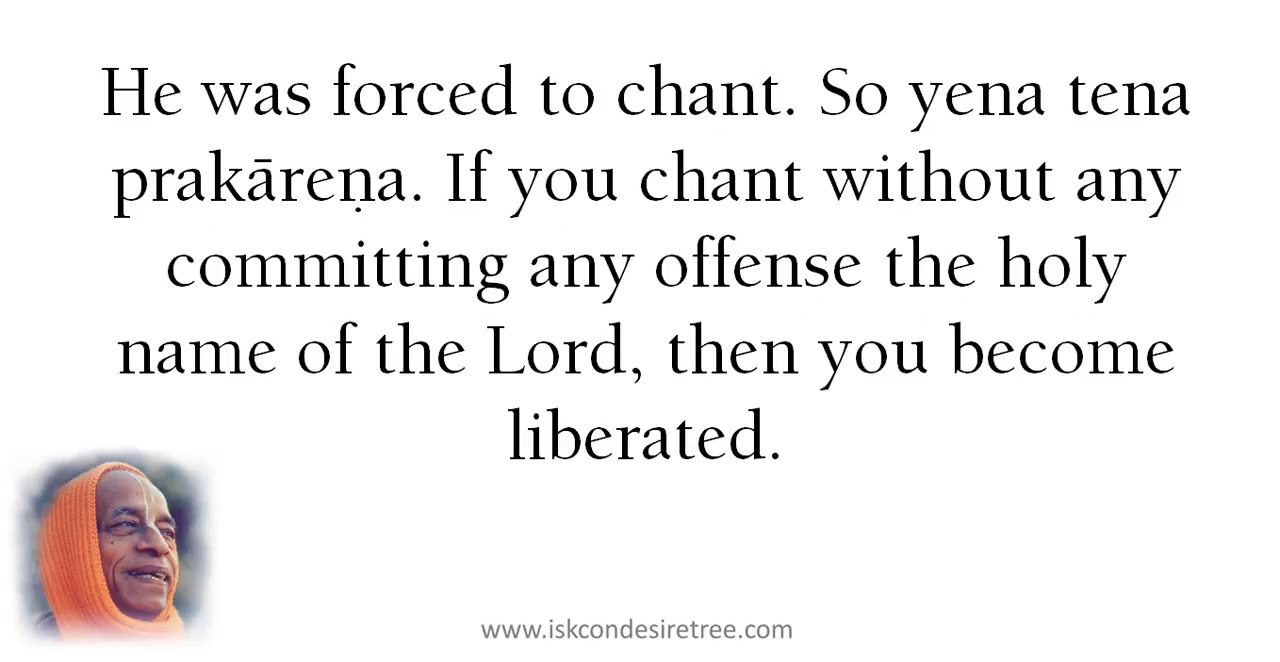 He was forced to chant. So yena tena
prakāreṇa. If you chant without any
committing any offense the holy
name of the Lord, then you become
liberated.
www.iskcondesiretree.com